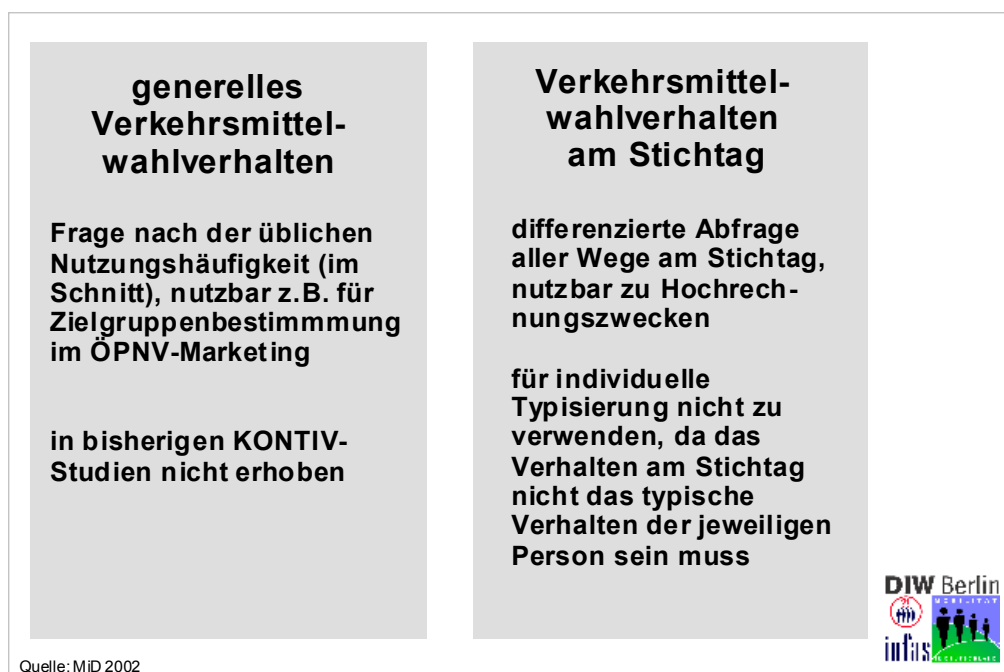 generelles
Verkehrsmittel-
wahlverhalten
Frage nach der üblichen
Nutzungshäufigkeit (im
Schnitt), nutzbar z.B. für
Zielgruppenbestimmmung
im ÖPNV-Marketing
in bisherigen KONTIV-
Studien nicht erhoben
Verkehrsmittel-
wahlverhalten
am Stichtag
differenzierte Abfrage
aller Wege am Stichtag,
nutzbar zu Hochrech-
nungszwecken
für individuelle
Typisierung nicht zu
verwenden, da das
Verhalten am Stichtag
nicht das typische
Verhalten der jeweiligen
Person sein muss
DIW Berlin
MOBILITÄT
infas
Quelle: MiD 2002